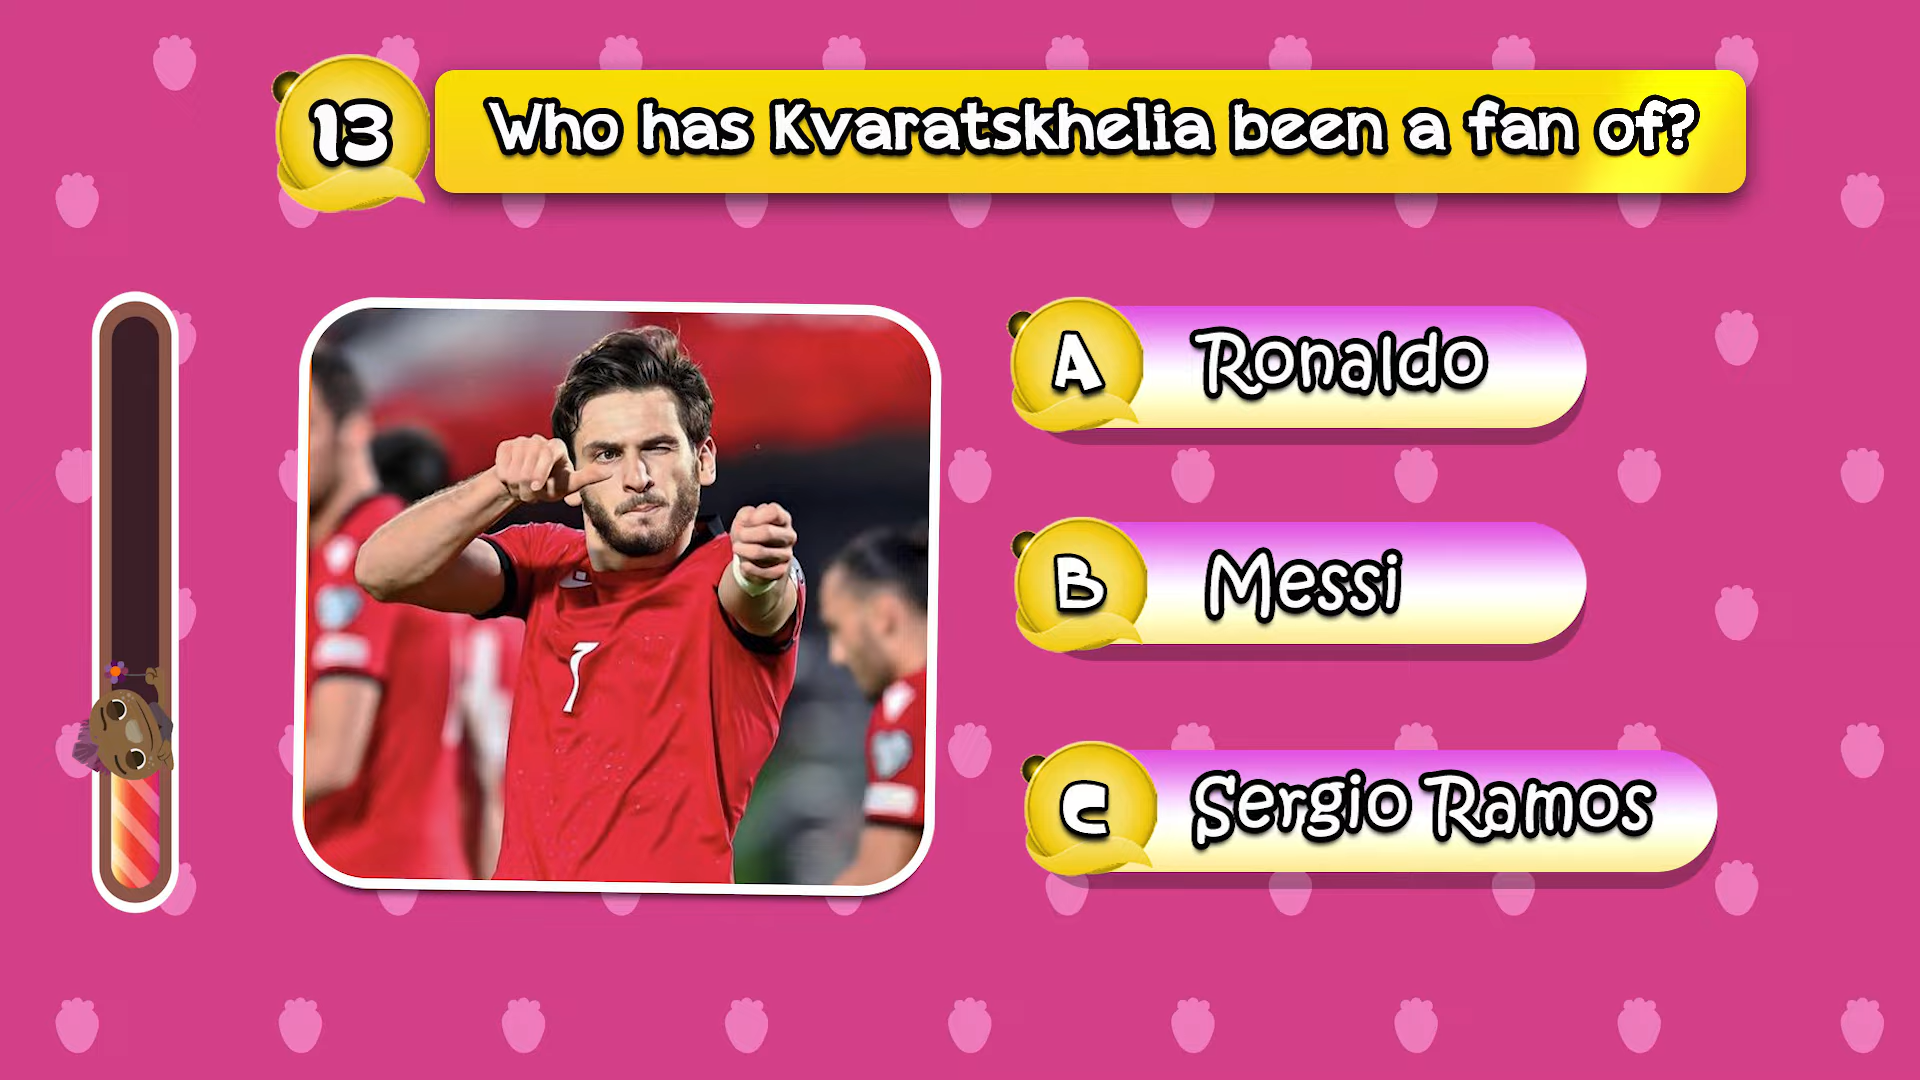 13
Who has Kvaratskhelia been a fan of?
A Ronaldo
7
B Messi
C Sergio Ramos